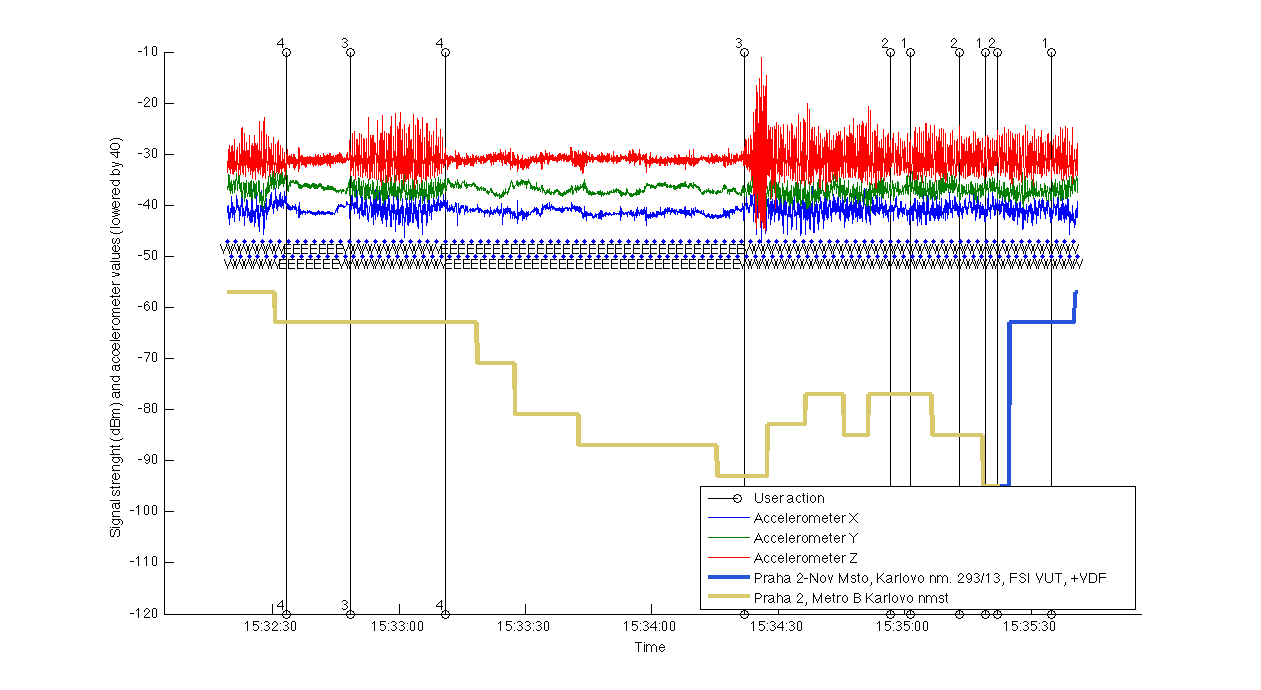 4 3 4 3 2 1 2 1 2 1
-10
-20
-30
-40
-50
-60
-70
-80
-90
-100
-110
-120
Signal strenght (dBm) and accelerometer values (lowered by 40)
User action
Accelerometer X
Accelerometer Y
Accelerometer Z
Praha 2-Nov Msto, Karlovo nm. 293/13, FSI VUT, +VDF
Praha 2, Metro B Karlovo nmst
4 3 4
15:32:30 15:33:00 15:33:30 15:34:00 15:34:30 15:35:00 15:35:30
Time